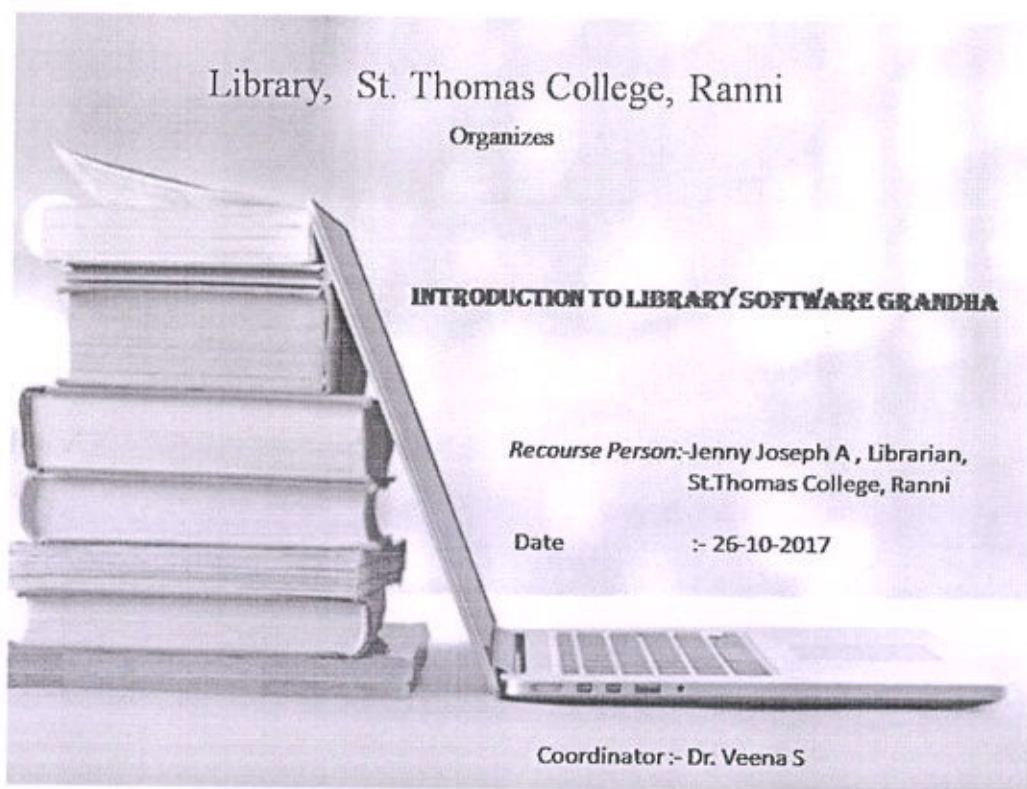 Library, St. Thomas College, Ranni
Organizes
INTRODUCTION TO LIBRARY SOFTWARE GRANDHA
Recourse Person:-Jenny Joseph A , Librarian,
St.Thomas College, Ranni
Date :- 26-10-2017
Coordinator :- Dr. Veena S